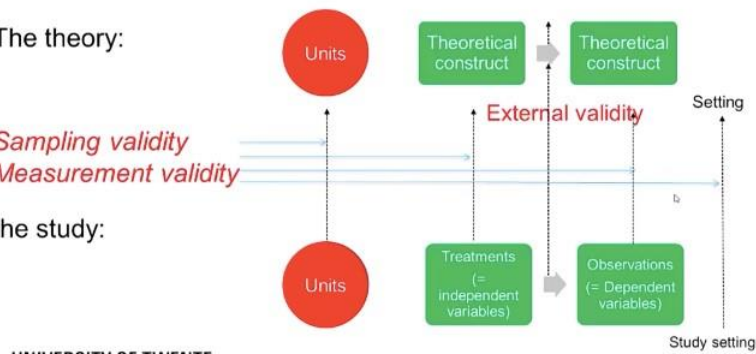 The theory:
Units
Theoretical
construct
Theoretical
construct
Setting
External validity
Sampling validity
Measurement validity
the study:
Units
Treatments
(=
independent
variables)
Observations
(= Dependent
variables)
Study setting
UNIVERSITY OF TWENTE